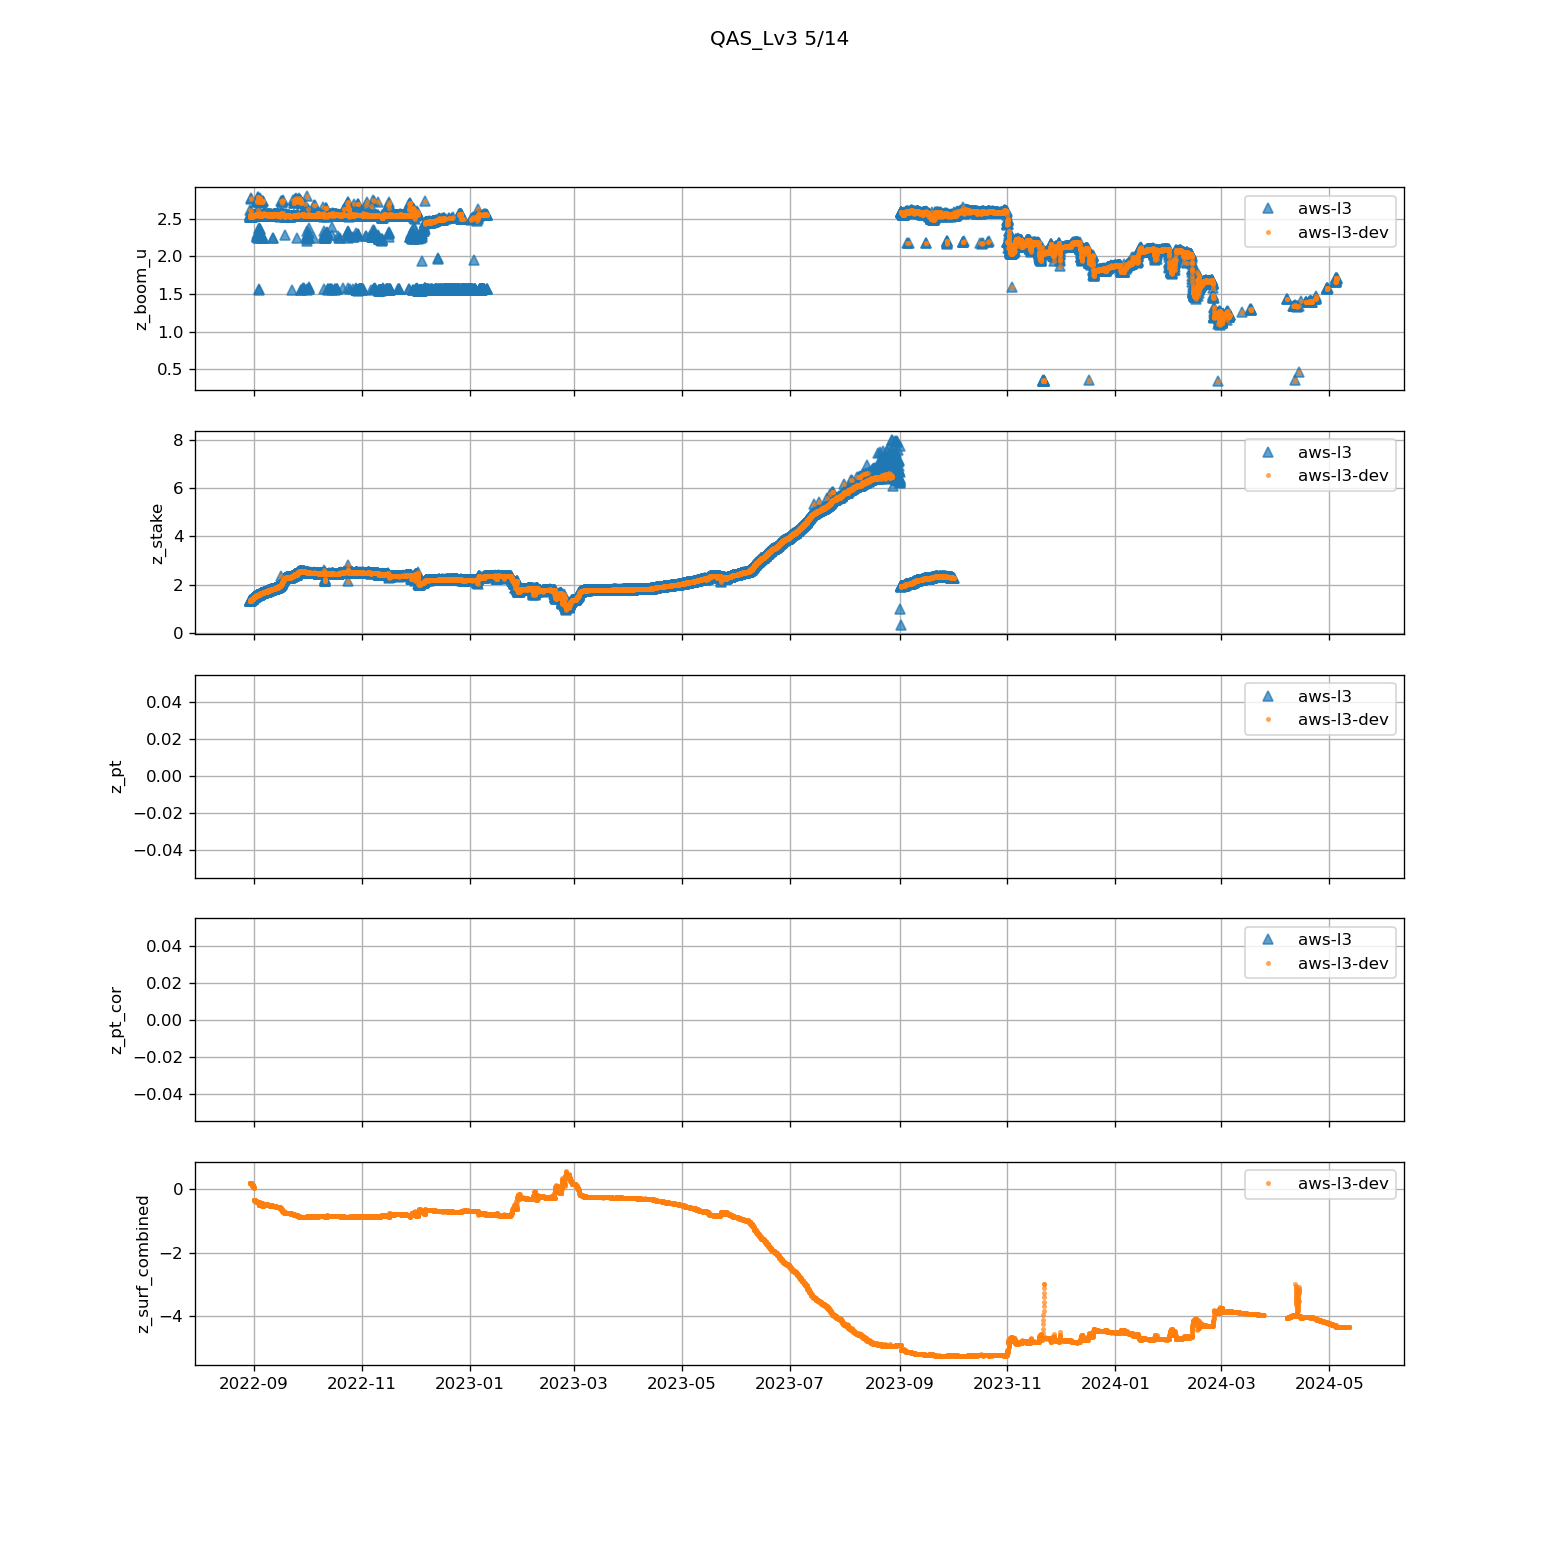 QAS_Lv3 5/14
z_boom_u
2.5
2.0
1.5
1.0
0.5
aws-l3
aws-l3-dev
z_stake
8
6
4
2
0
aws-l3
aws-l3-dev
z_pt
0.04
0.02
0.00
−0.02
−0.04
aws-l3
aws-l3-dev
z_pt_cor
0.04
0.02
0.00
−0.02
−0.04
aws-l3
aws-l3-dev
z_surf_combined
0
−2
−4
aws-l3-dev
2022-09 2022-11 2023-01 2023-03 2023-05 2023-07 2023-09 2023-11 2024-01 2024-03 2024-05